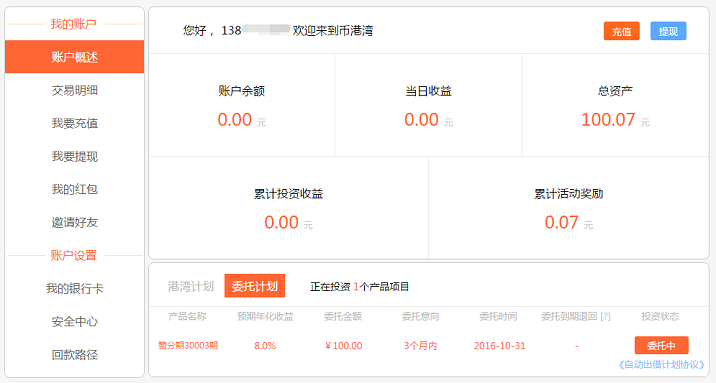 我的账户
账户概述
交易明细
我要充值
我要提现
我的红包
邀请好友
账户设置
我的银行卡
安全中心
回款路径
您好， 138 欢迎来到币港湾
充值 提现
账户余额 当日收益 总资产
0.00 元 0.00 元 100.07 元
累计投资收益 累计活动奖励
0.00 元 0.07 元
港湾计划 委托计划 正在投资 1个产品项目
产品名称 预期年化收益 委托金额 委托意向 委托时间 委托到期退回 [?] 投资状态
赞分期30003期 8.0% ￥100.00 3个月内 2016-10-31 - 委托中
《自动出借计划协议》